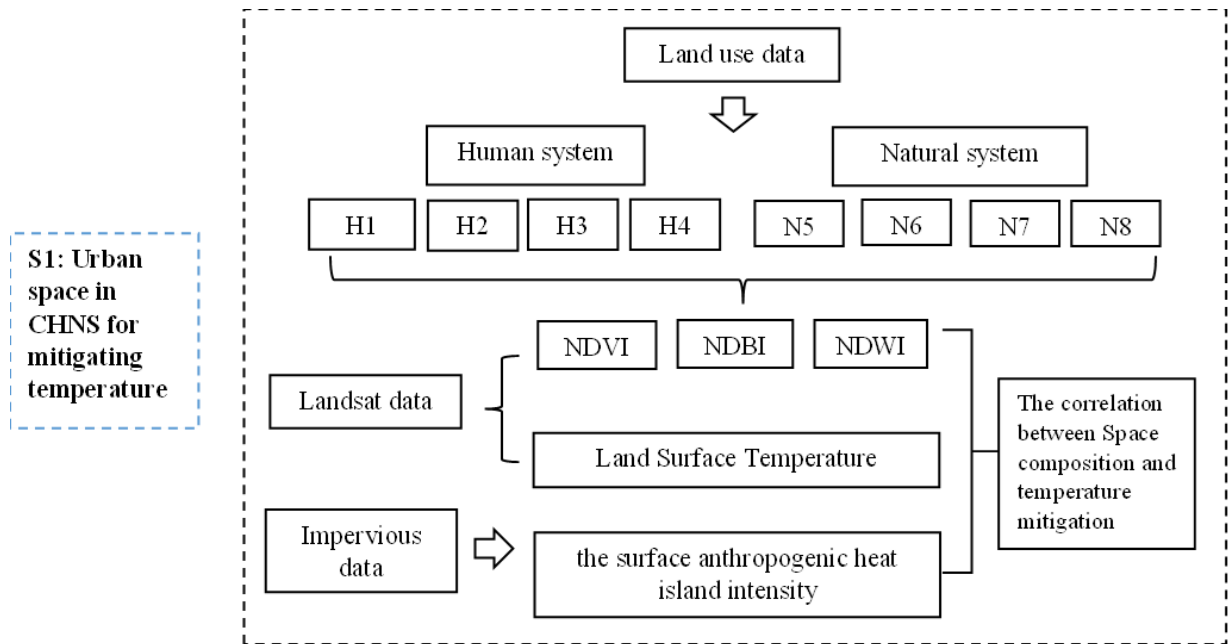 Land use data
Human system
Natural system
H1
H2
H3
H4
N5
N6
N7
N8
S1: Urban
space in
CHNS for
mitigating
temperature
NDVI
NDBI
NDWI
Landsat data
Land Surface Temperature
The correlation
between Space
composition and
temperature
mitigation
Impervious
data
the surface anthropogenic heat
island intensity